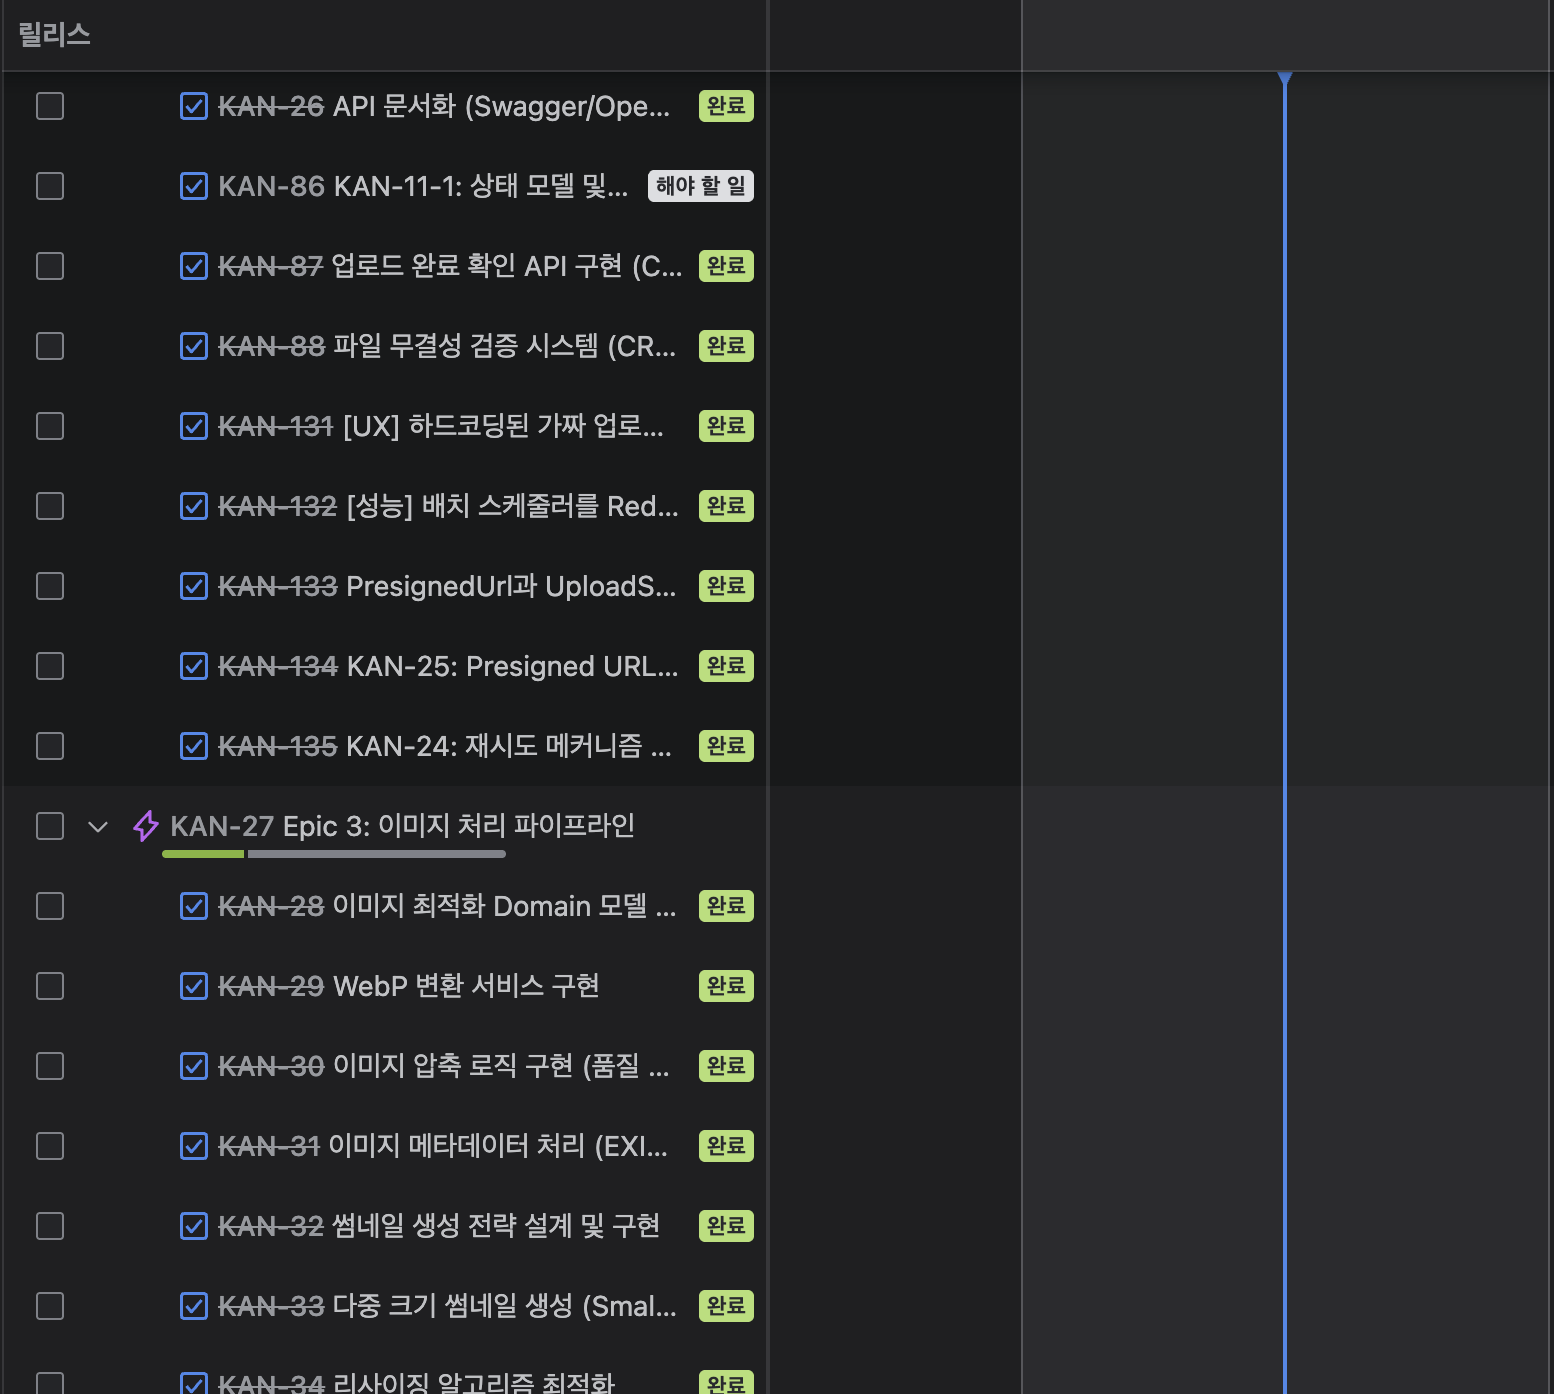 릴리스
KAN-26 API 문서화 (Swagger/Ope... 완료
KAN-86 KAN-11-1: 상태 모델 및... 해야 할 일
KAN-87 업로드 완료 확인 API 구현 (C... 완료
KAN-88 파일 무결성 검증 시스템 (CR... 완료
KAN-131 [UX] 하드코딩된 가짜 업로... 완료
KAN-132 [성능] 배치 스케줄러를 Red... 완료
KAN-133 PresignedUrl과 UploadS... 완료
KAN-134 KAN-25: Presigned URL... 완료
KAN-135 KAN-24: 재시도 메커니즘 ... 완료
KAN-27 Epic 3: 이미지 처리 파이프라인
KAN-28 이미지 최적화 Domain 모델 ... 완료
KAN-29 WebP 변환 서비스 구현 완료
KAN-30 이미지 압축 로직 구현 (품질 ... 완료
KAN-31 이미지 메타데이터 처리 (EXI... 완료
KAN-32 썸네일 생성 전략 설계 및 구현 완료
KAN-33 다중 크기 썸네일 생성 (Smal... 완료
KAN-34 리사이징 알고리즘 최적화 완료